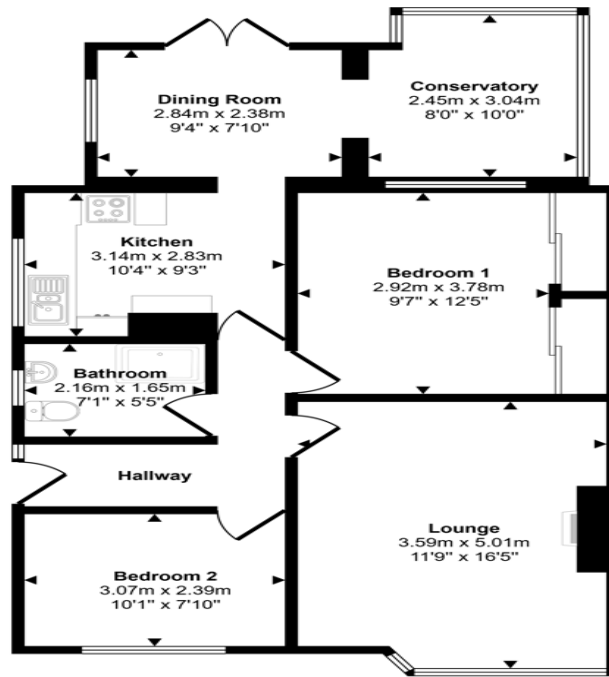 Dining Room
2.84m x 2.38m
9'4" x 7'10"
Conservatory
2.45m x 3.04m
8'0" x 10'0"
Kitchen
3.14m x 2.83m
10'4" x 9'3"
Bedroom 1
2.92m x 3.78m
9'7" x 12'5"
Bathroom
2.16m x 1.65m
7'1" x 5'5"
Hallway
Lounge
3.59m x 5.01m
11'9" x 16'5"
Bedroom 2
3.07m x 2.39m
10'1" x 7'10"